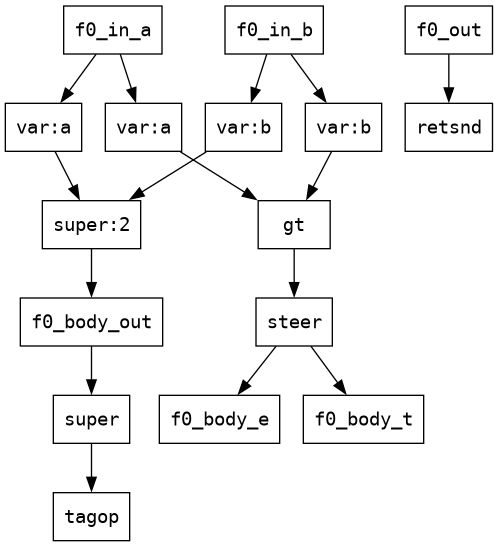 f0_in_a
f0_in_b
f0_out
var:a
var:a
var:b
var:b
retsnd
super:2
gt
f0_body_out
steer
super
f0_body_e
f0_body_t
tagop